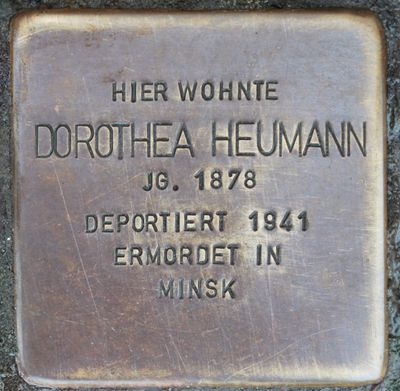 HIER WOHNTE
DOROTHEA HEUMANN
JG. 1878
DEPORTIERT 1941
ERMORDET IN
MINSK